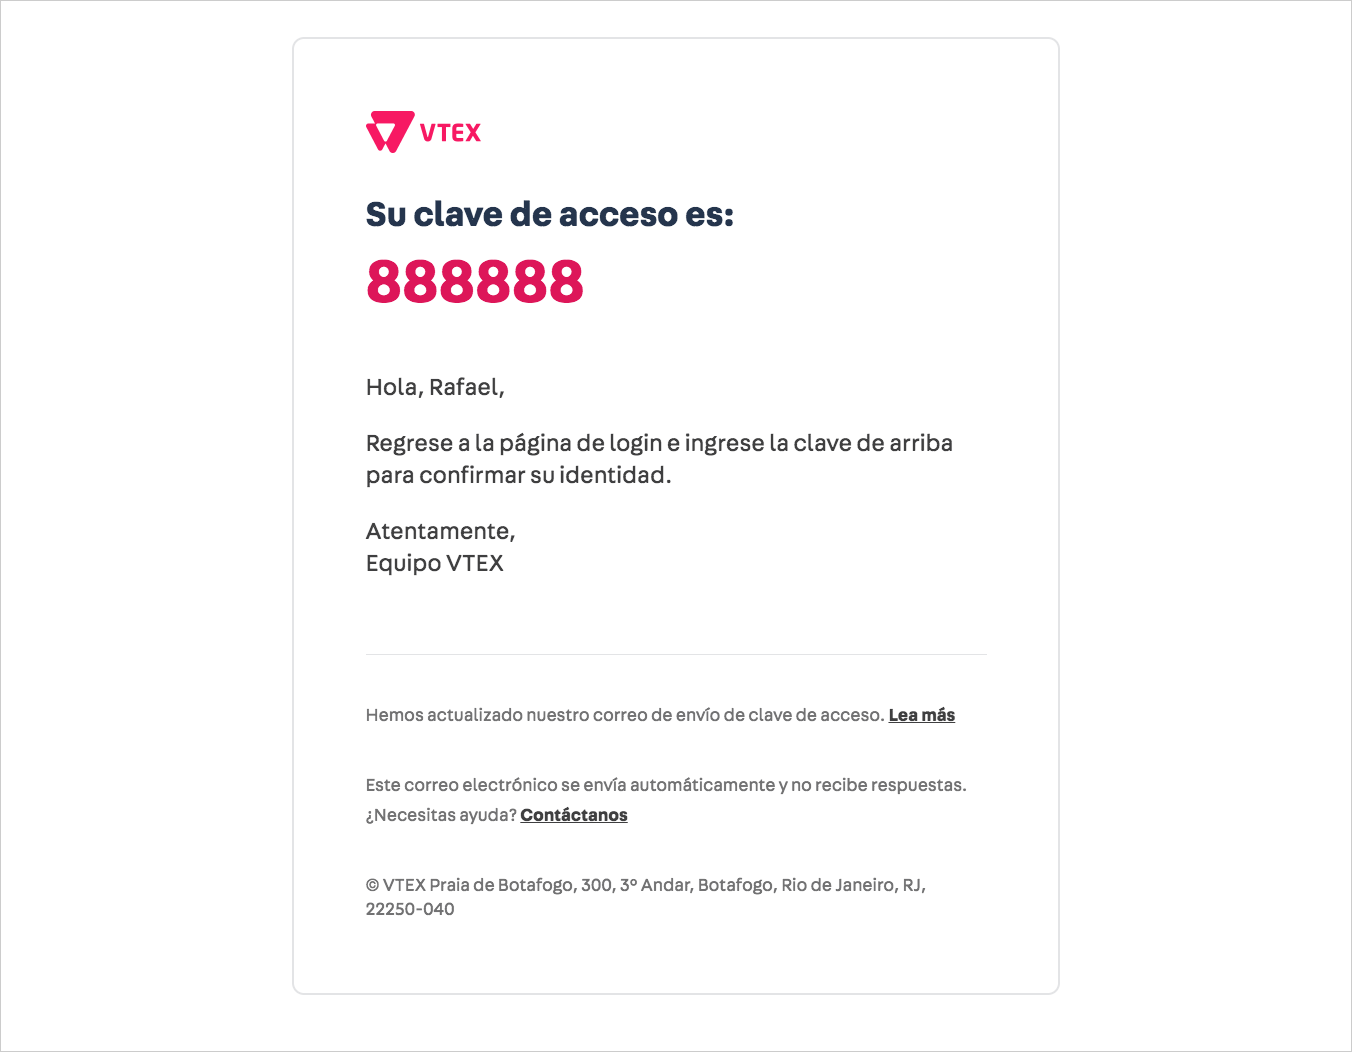 VTEX
Su clave de acceso es:
888888
Hola, Rafael,
Regrese a la página de login e ingrese la clave de arriba
para confirmar su identidad.
Atentamente,
Equipo VTEX
Hemos actualizado nuestro correo de envío de clave de acceso. Lea más
Este correo electrónico se envía automáticamente y no recibe respuestas.
¿Necesitas ayuda? Contáctanos
© VTEX Praia de Botafogo, 300, 3º Andar, Botafogo, Rio de Janeiro, RJ,
22250-040